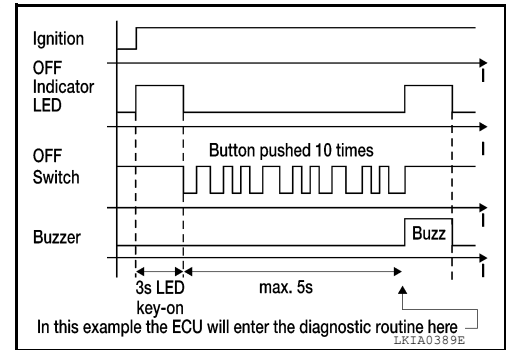 Ignition
OFF
Indicator
LED
OFF
Switch
Button pushed 10 times
Buzzer
Buzz
3s LED
key-on
max. 5s
In this example the ECU will enter the diagnostic routine here
LKIA0389E